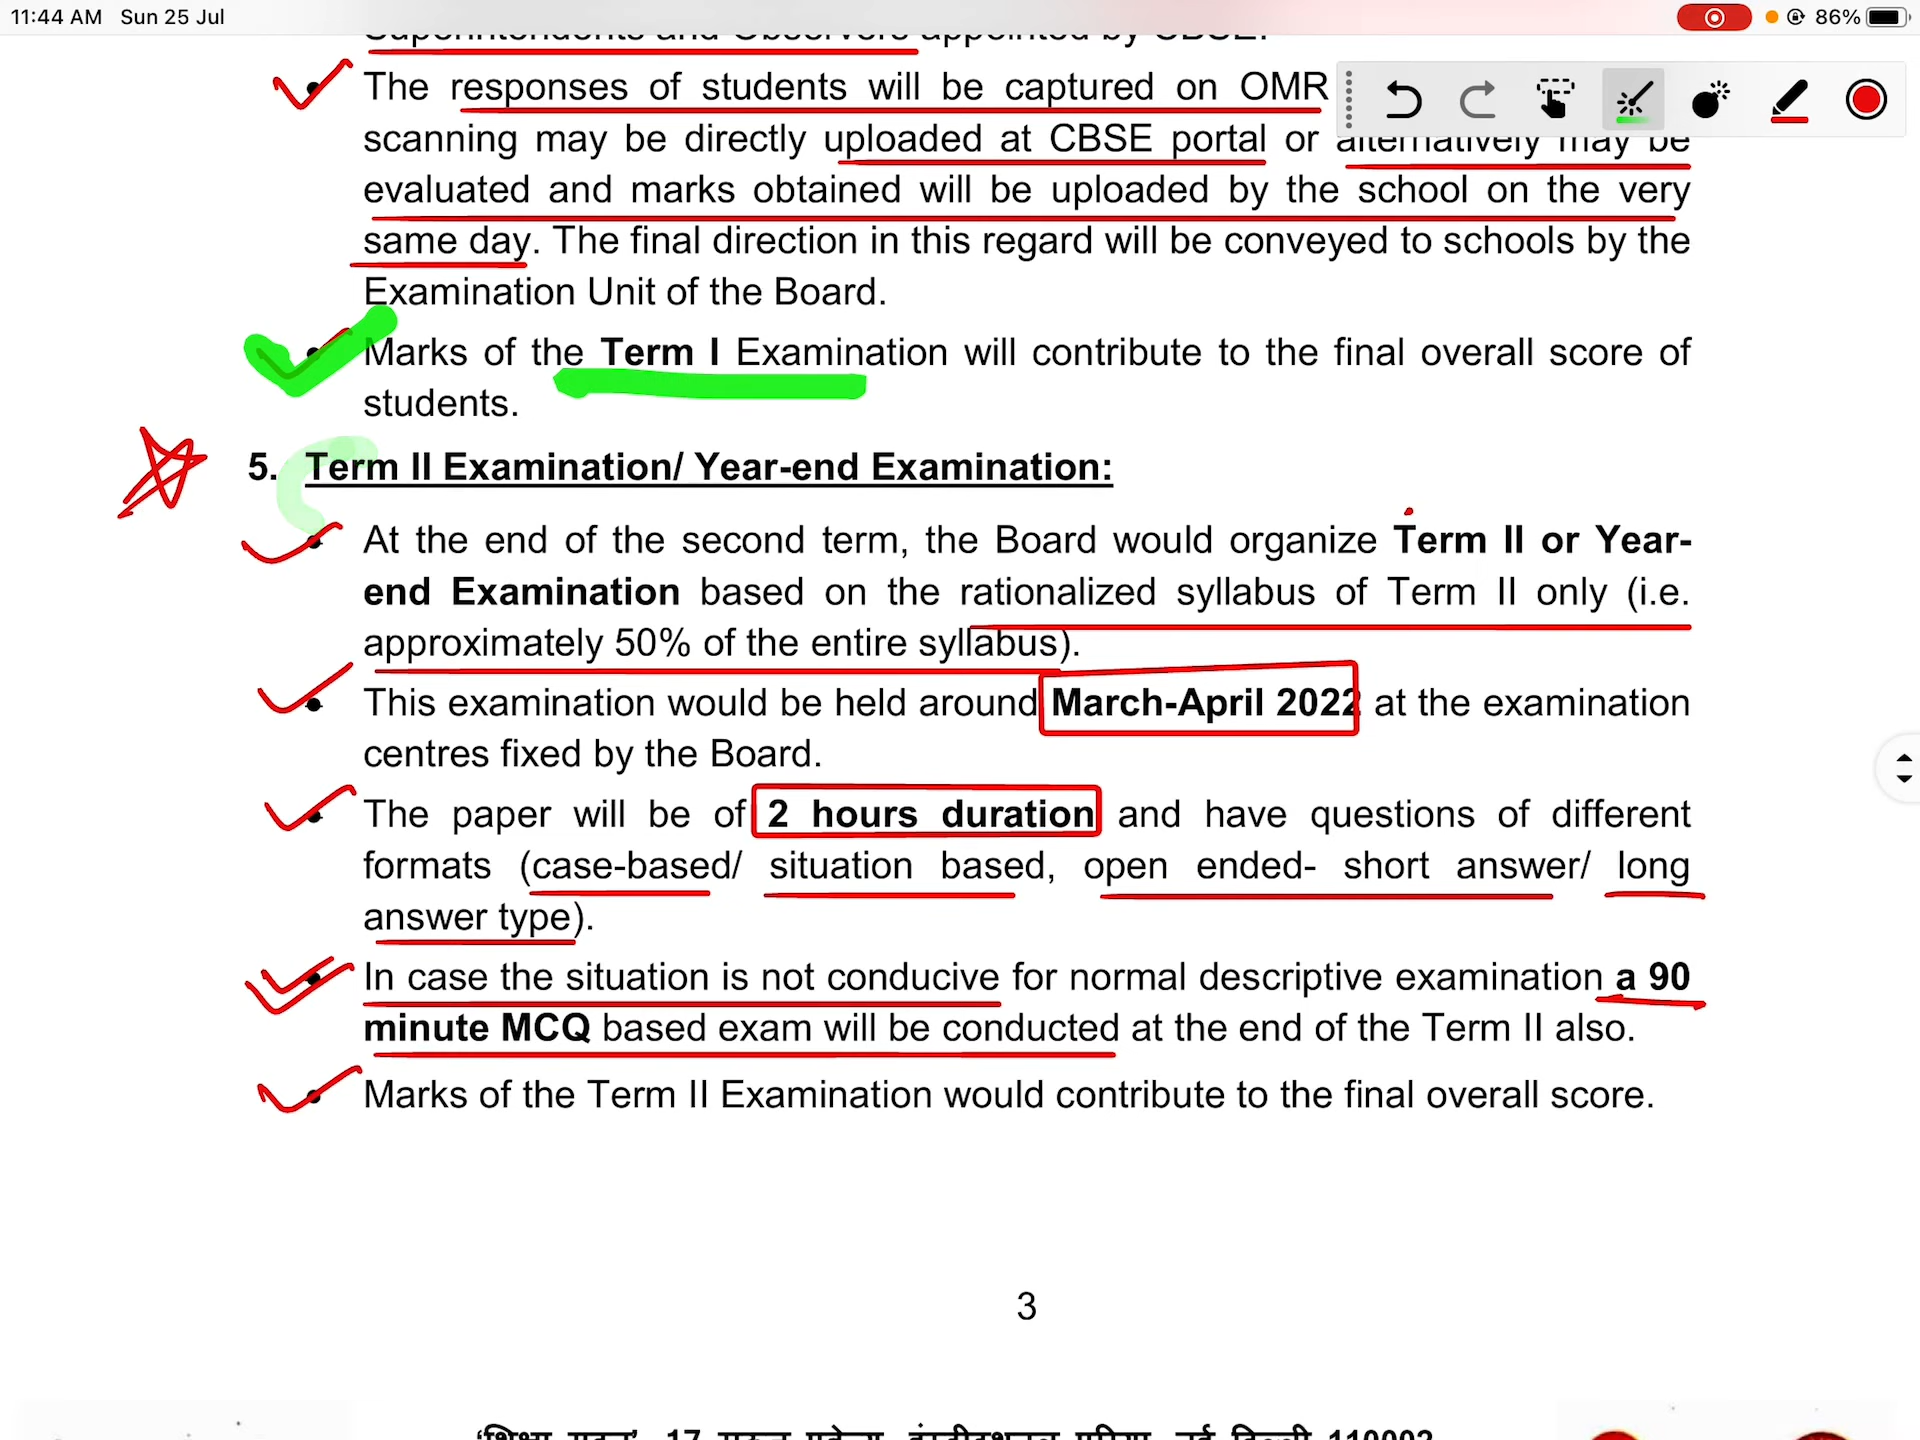 11:44 AM Sun 25 Jul 86%
Superintendents and Observers appointed by CBSE.
The responses of students will be captured on OMR
scanning may be directly uploaded at CBSE portal or alternatively may be
evaluated and marks obtained will be uploaded by the school on the very
same day. The final direction in this regard will be conveyed to schools by the
Examination Unit of the Board.
Marks of the Term I Examination will contribute to the final overall score of
students.
5. Term II Examination/ Year-end Examination:
At the end of the second term, the Board would organize Term II or Year-
end Examination based on the rationalized syllabus of Term II only (i.e.
approximately 50% of the entire syllabus).
This examination would be held around March-April 2022 at the examination
centres fixed by the Board.
The paper will be of 2 hours duration and have questions of different
formats (case-based/ situation based, open ended- short answer/ long
answer type).
In case the situation is not conducive for normal descriptive examination a 90
minute MCQ based exam will be conducted at the end of the Term II also.
Marks of the Term II Examination would contribute to the final overall score.
3